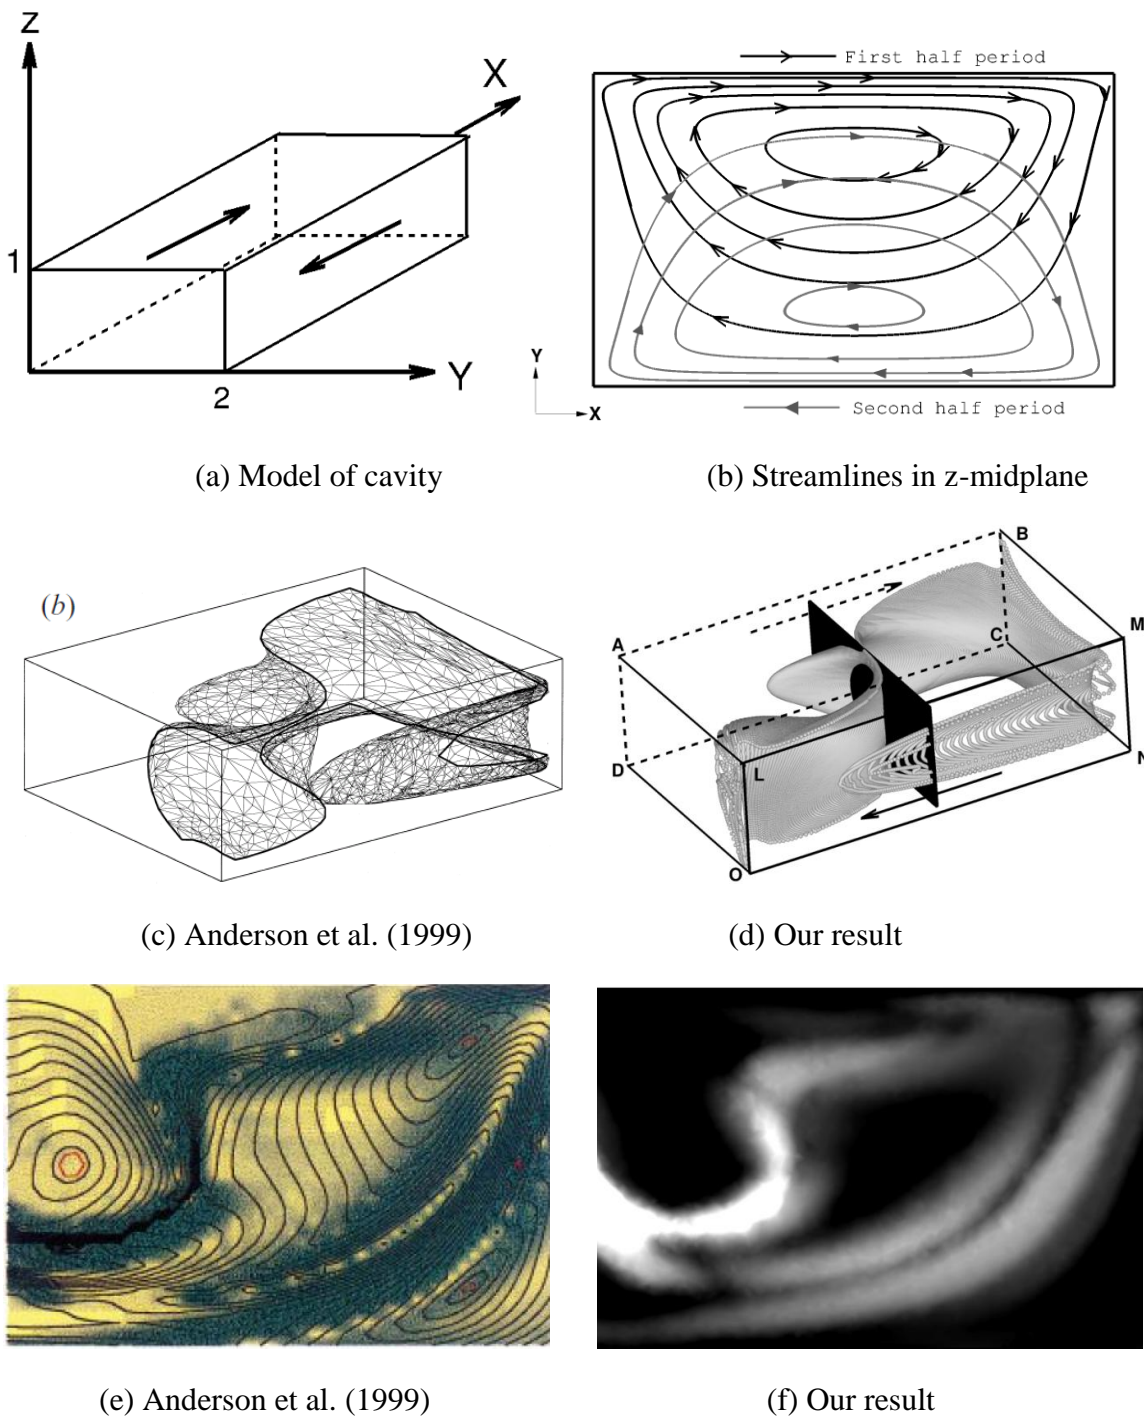 Z
X
1
Y
2
First half period
Y
X
Second half period
(a) Model of cavity
(b) Streamlines in z-midplane
(b)
B
A
C
M
D
L
N
O
(c) Anderson et al. (1999)
(d) Our result
(e) Anderson et al. (1999)
(f) Our result